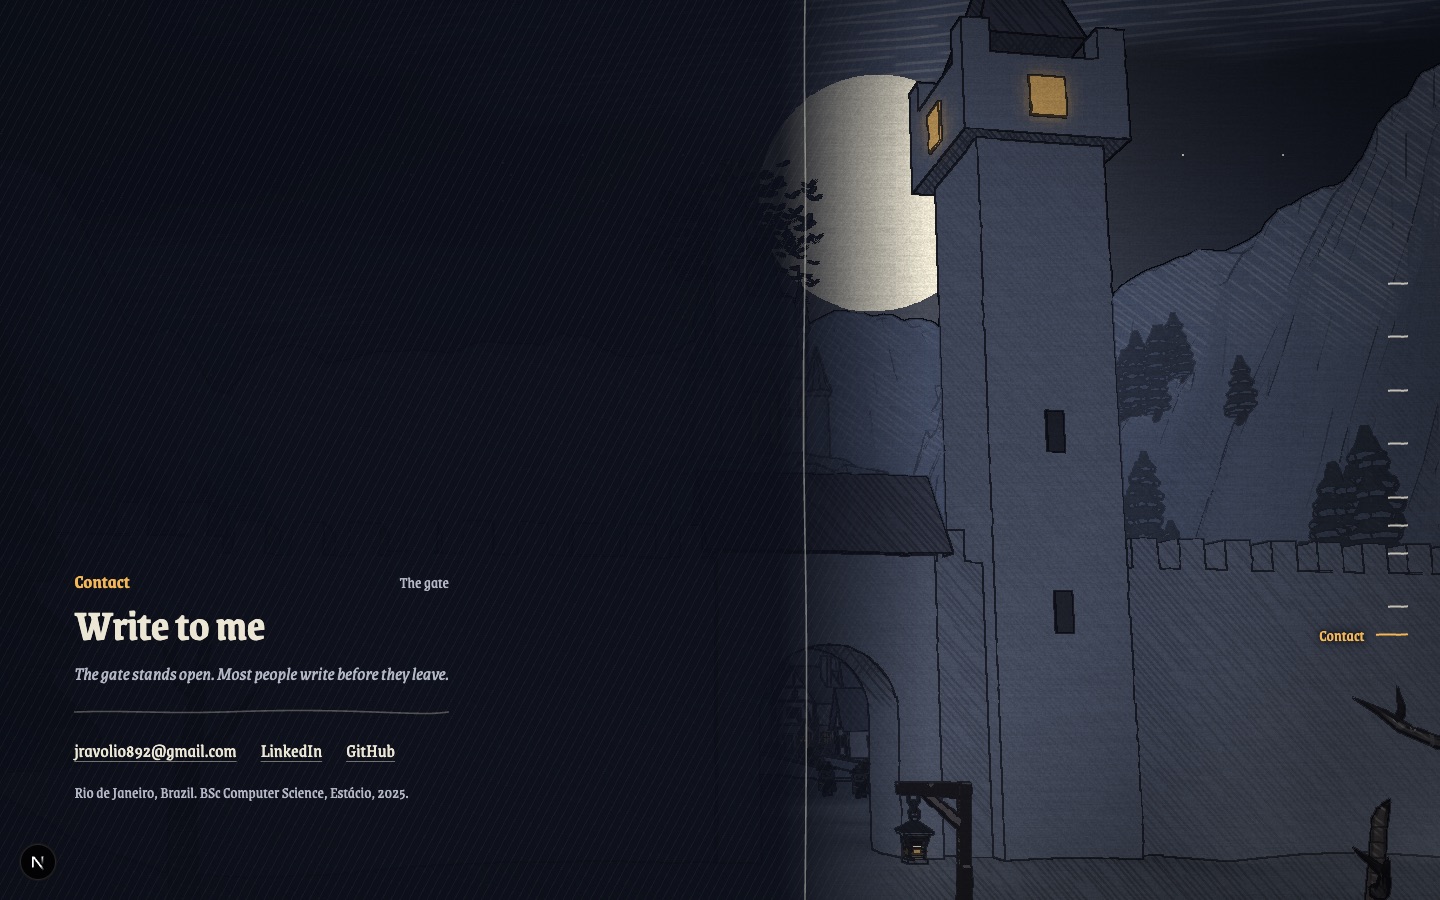 Contact
The gate
Write to me
The gate stands open. Most people write before they leave.
jravolio892@gmail.com LinkedIn GitHub
Rio de Janeiro, Brazil. BSc Computer Science, Estácio, 2025.
Contact
N